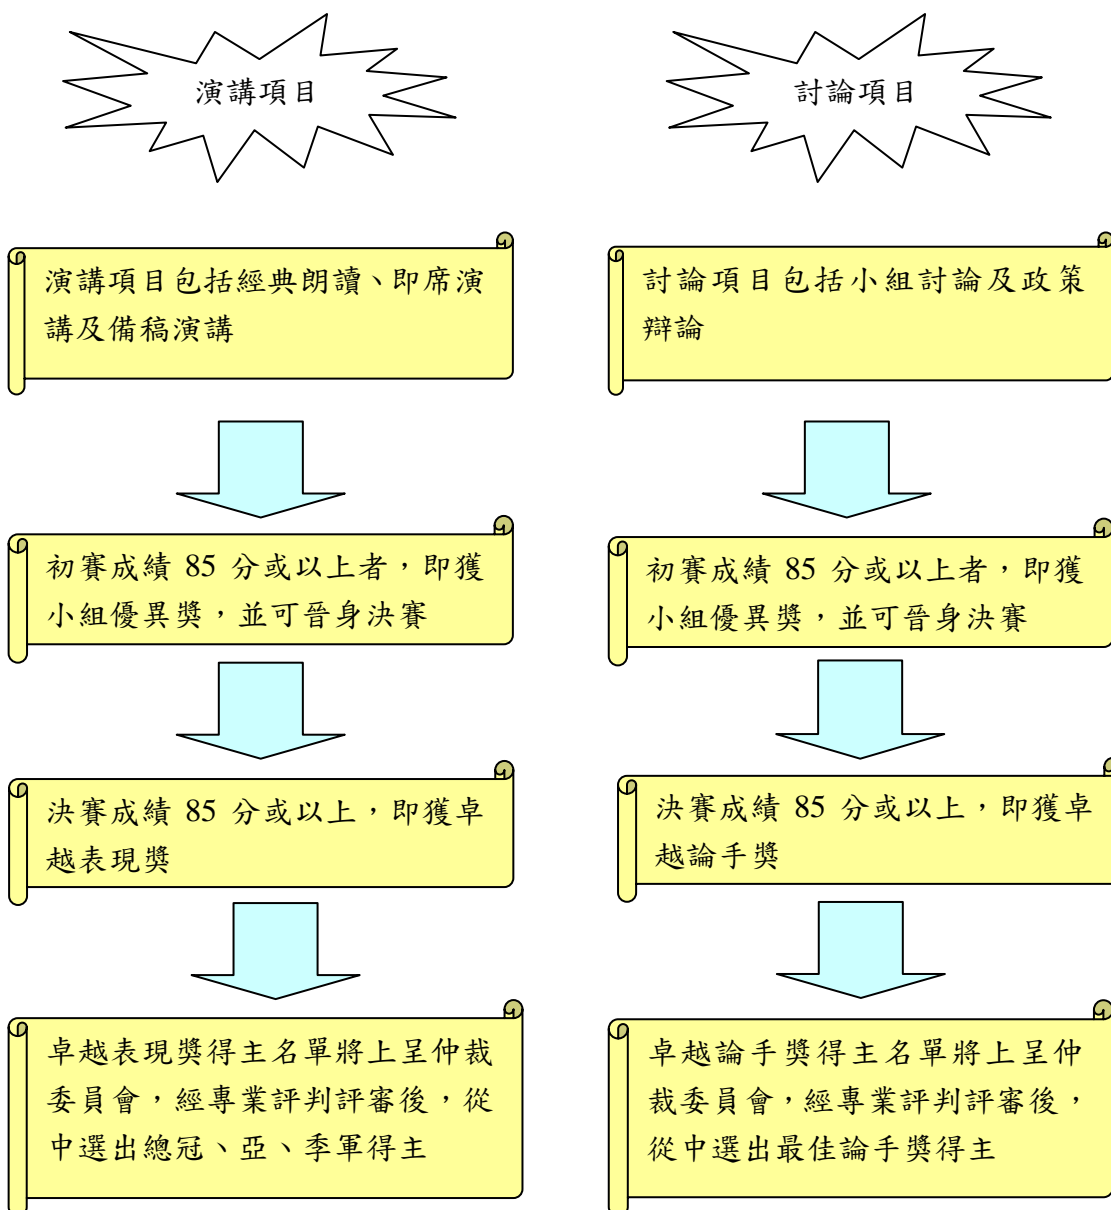 演講項目
演講項目包括經典朗讀、即席演
講及備稿演講
初賽成績 85 分或以上者，即獲
小組優異獎，並可晉身決賽
決賽成績 85 分或以上，即獲卓
越表現獎
卓越表現獎得主名單將上呈仲裁
委員會，經專業評判評審後，從
中選出總冠、亞、季軍得主
討論項目
討論項目包括小組討論及政策
辯論
初賽成績 85 分或以上者，即獲
小組優異獎，並可晉身決賽
決賽成績 85 分或以上，即獲卓
越論手獎
卓越論手獎得主名單將上呈仲
裁委員會，經專業評判評審後，
從中選出最佳論手獎得主